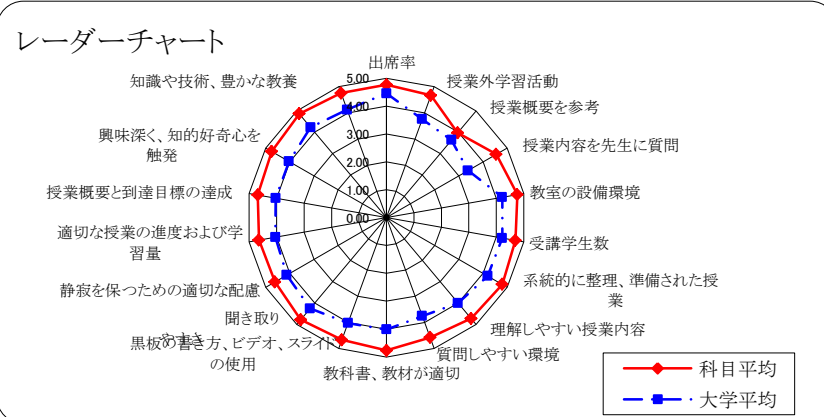 レーダーチャート
出席率
授業外学習活動
授業概要を参考
授業内容を先生に質問
教室の設備環境
受講学生数
系統的に整理、準備された授
業
理解しやすい授業内容
質問しやすい環境
教科書、教材が適切
黒板の書き方、ビデオ、スライド
の使用
聞き取り
やすさ
静寂を保つための適切な配慮
適切な授業の進度および学
習量
授業概要と到達目標の達成
興味深く、知的好奇心を
触発
知識や技術、豊かな教養
5.00
4.00
3.00
2.00
1.00
0.00
科目平均
大学平均